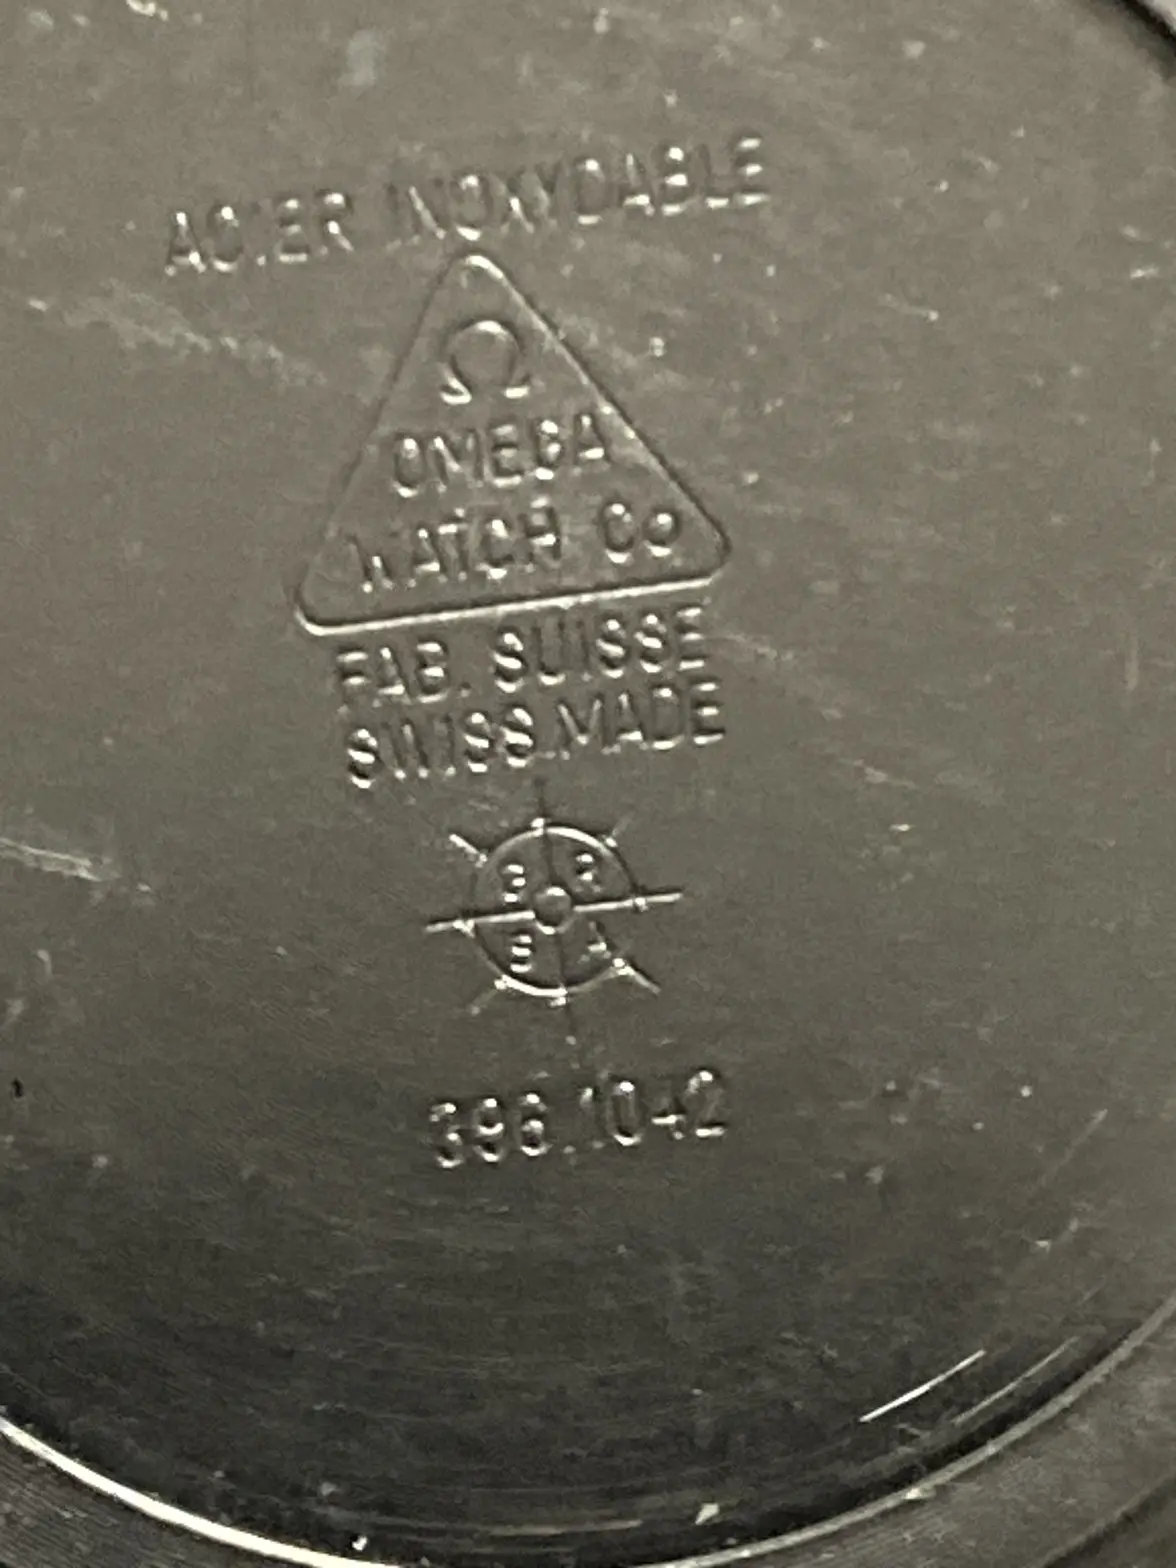 ACIER INOXYDABLE
Ω
OMEGA
WATCH Co
FAB. SUISSE
SWISS MADE
396.1042